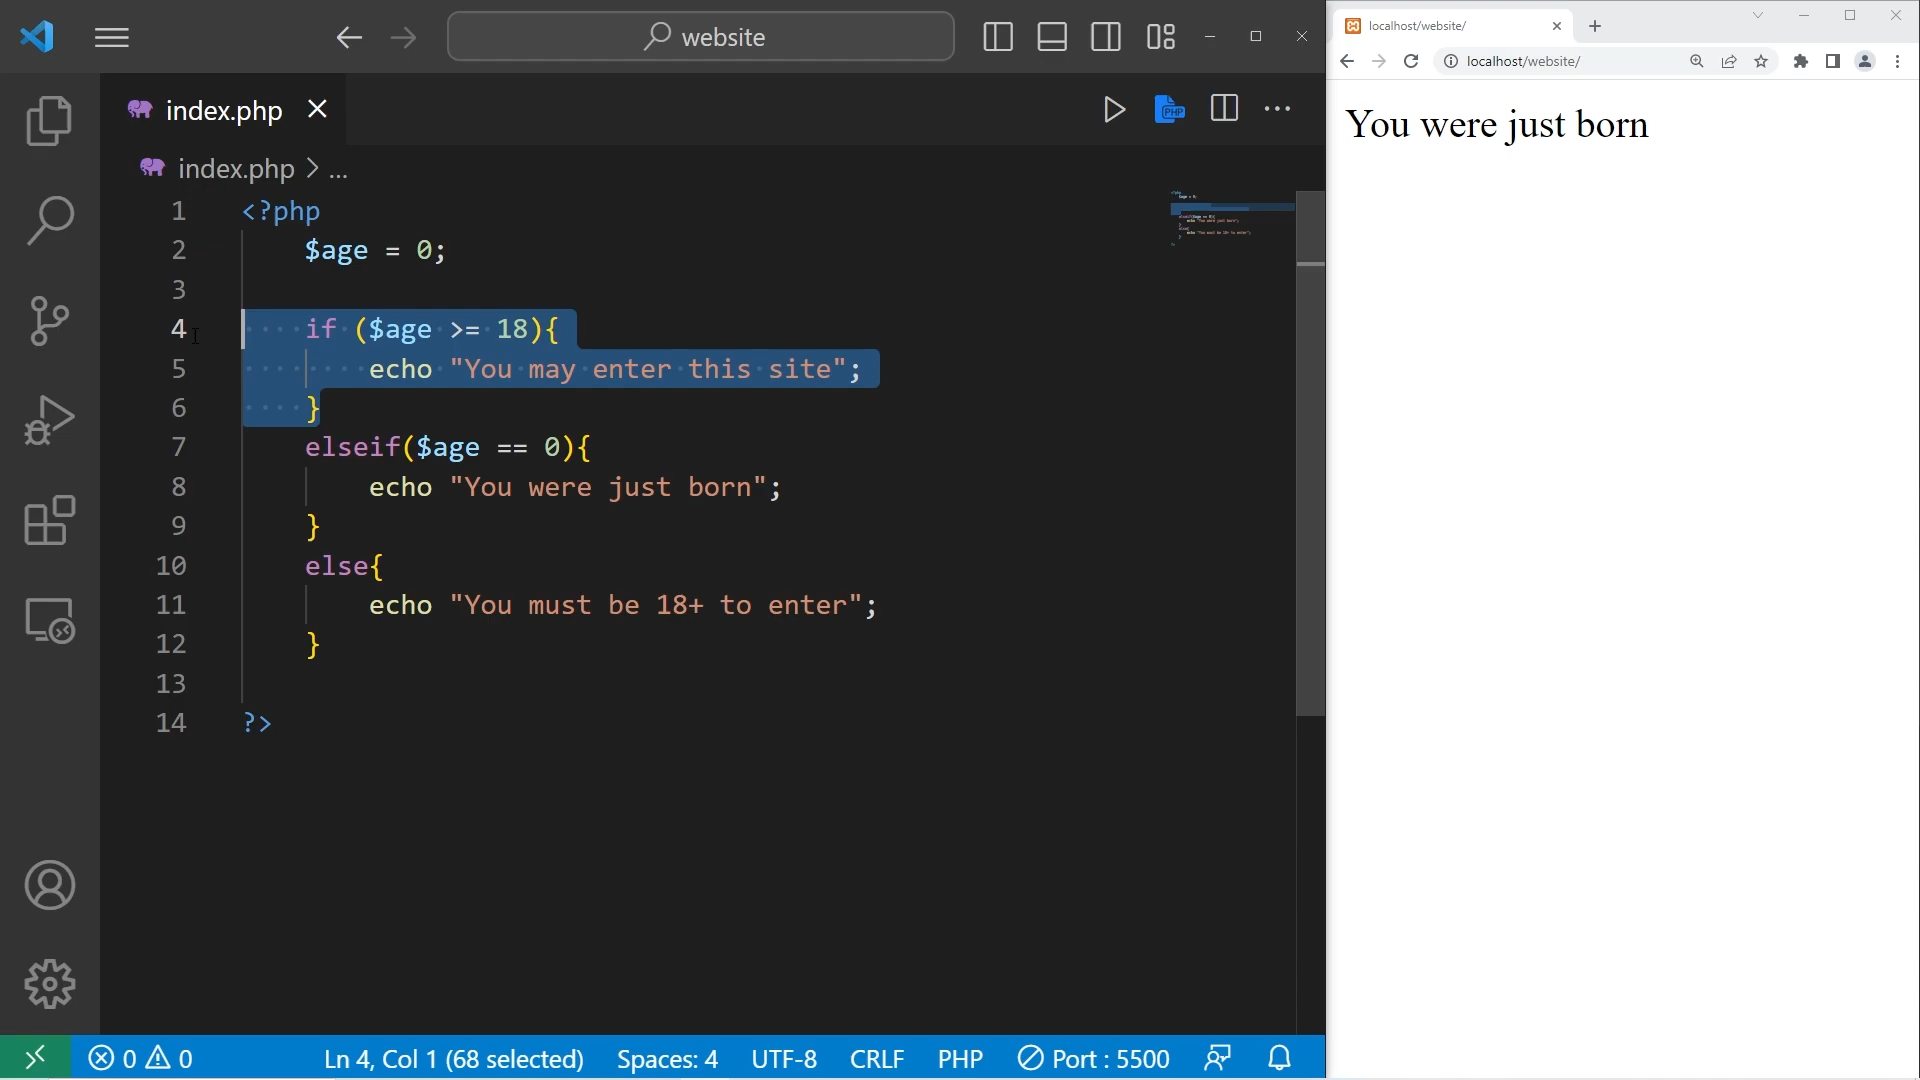 website
index.php
index.php > ...
1 <?php
2 $age = 0;
3
4 if ($age >= 18){
5 echo "You may enter this site";
6 }
7 elseif($age == 0){
8 echo "You were just born";
9 }
10 else{
11 echo "You must be 18+ to enter";
12 }
13
14 ?>
0 0 Ln 4, Col 1 (68 selected) Spaces: 4 UTF-8 CRLF PHP Port : 5500
localhost/website/
localhost/website/
You were just born